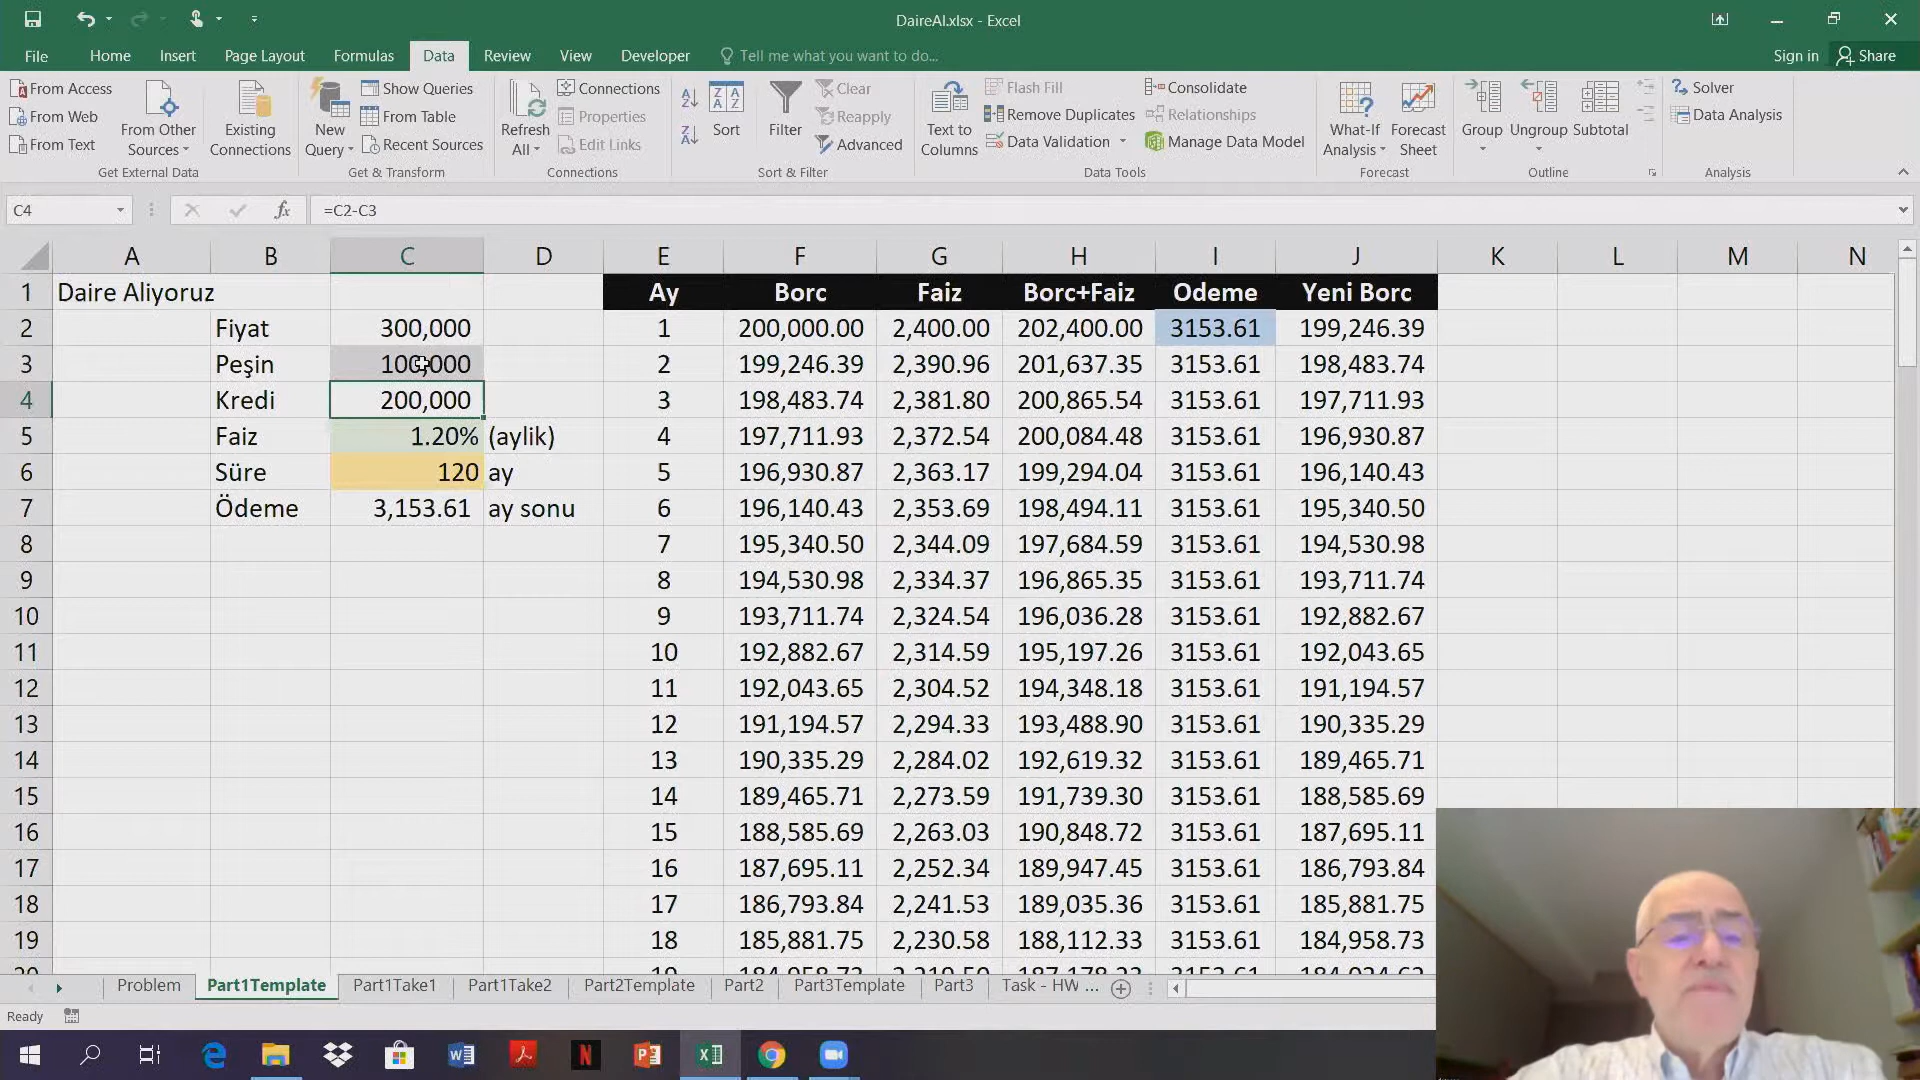 DaireAl.xlsx - Excel
File Home Insert Page Layout Formulas Data Review View Developer Tell me what you want to do... Sign in Share
From Access
From Web
From Text
From Other Sources
Existing Connections
Get External Data
New Query
Show Queries
From Table
Recent Sources
Get & Transform
Refresh All
Connections
Properties
Edit Links
Connections
Sort
Filter
Clear
Reapply
Advanced
Sort & Filter
Text to Columns
Flash Fill
Remove Duplicates
Data Validation
Consolidate
Relationships
Manage Data Model
Data Tools
What-If Analysis
Forecast Sheet
Forecast
Group
Ungroup
Subtotal
Outline
Solver
Data Analysis
Analysis
C4 fx =C2-C3
A B C D E F G H I J K L M N
1 Daire Aliyoruz Ay Borc Faiz Borc+Faiz Odeme Yeni Borc
2 Fiyat 300,000 1 200,000.00 2,400.00 202,400.00 3153.61 199,246.39
3 Peşin 100,000 2 199,246.39 2,390.96 201,637.35 3153.61 198,483.74
4 Kredi 200,000 3 198,483.74 2,381.80 200,865.54 3153.61 197,711.93
5 Faiz 1.20% (aylik) 4 197,711.93 2,372.54 200,084.48 3153.61 196,930.87
6 Süre 120 ay 5 196,930.87 2,363.17 199,294.04 3153.61 196,140.43
7 Ödeme 3,153.61 ay sonu 6 196,140.43 2,353.69 198,494.11 3153.61 195,340.50
8 7 195,340.50 2,344.09 197,684.59 3153.61 194,530.98
9 8 194,530.98 2,334.37 196,865.35 3153.61 193,711.74
10 9 193,711.74 2,324.54 196,036.28 3153.61 192,882.67
11 10 192,882.67 2,314.59 195,197.26 3153.61 192,043.65
12 11 192,043.65 2,304.52 194,348.18 3153.61 191,194.57
13 12 191,194.57 2,294.33 193,488.90 3153.61 190,335.29
14 13 190,335.29 2,284.02 192,619.32 3153.61 189,465.71
15 14 189,465.71 2,273.59 191,739.30 3153.61 188,585.69
16 15 188,585.69 2,263.03 190,848.72 3153.61 187,695.11
17 16 187,695.11 2,252.34 189,947.45 3153.61 186,793.84
18 17 186,793.84 2,241.53 189,035.36 3153.61 185,881.75
19 18 185,881.75 2,230.58 188,112.33 3153.61 184,958.73
Problem Part1Template Part1Take1 Part1Take2 Part2Template Part2 Part3Template Part3 Task - HW ...
Ready